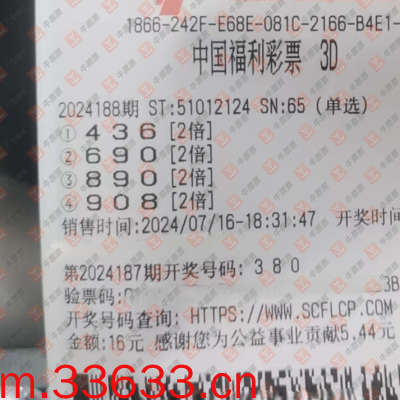 1866-242F-E68E-081C-2166-B4E1-
中国福利彩票 3D
2024188期 ST:51012124 SN:65 (单选)
① 4 3 6 [2倍]
② 6 9 0 [2倍]
③ 8 9 0 [2倍]
④ 9 0 8 [2倍]
销售时间:2024/07/16-18:31:47 开奖时间
第2024187期开奖号码: 3 8 0
验票码:
开奖号码查询: HTTPS://WWW.SCFLCP.COM
金额:16元 感谢您为公益事业贡献5.44元
m.33633.cn